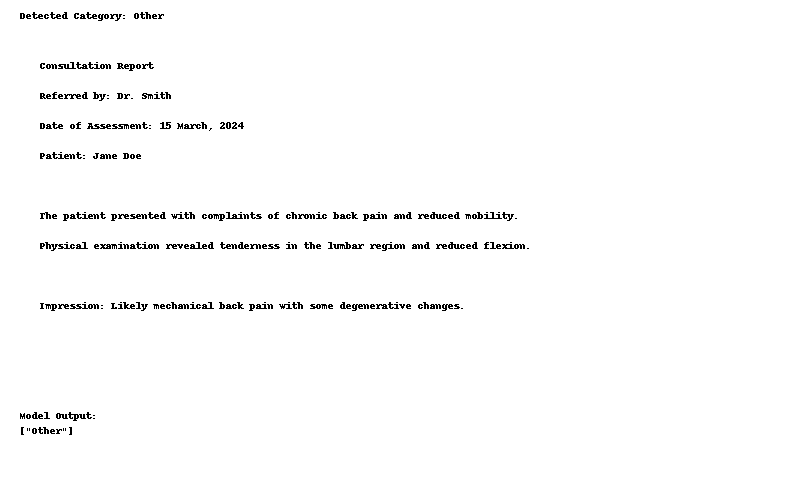 Detected Category: Other
Consultation Report
Referred by: Dr. Smith
Date of Assessment: 15 March, 2024
Patient: Jane Doe
The patient presented with complaints of chronic back pain and reduced mobility.
Physical examination revealed tenderness in the lumbar region and reduced flexion.
Impression: Likely mechanical back pain with some degenerative changes.
Model Output:
["Other"]